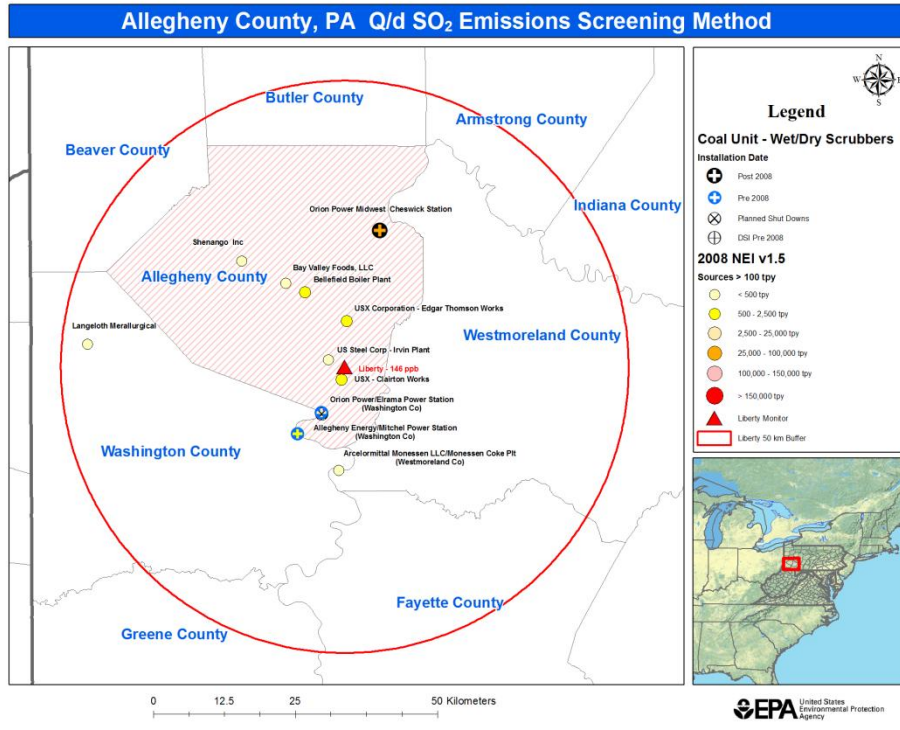 Allegheny County, PA Q/d SO₂ Emissions Screening Method
Butler County
Armstrong County
Beaver County
Indiana County
Orion Power Midwest Cheswick Station
Shenango Inc
Allegheny County
Bay Valley Foods, LLC
Bellefield Boiler Plant
USX Corporation - Edgar Thomson Works
Langeloth Merallurgical
Westmoreland County
US Steel Corp - Irvin Plant
Liberty - 146 ppb
USX - Clairton Works
Orion Power/Elrama Power Station
(Washington Co)
Allegheny Energy/Mitchel Power Station
(Washington Co)
Washington County
Arcelormittal Monessen LLC/Monessen Coke Plt
(Westmoreland Co)
Fayette County
Greene County
0 12.5 25 50 Kilometers
N
W E
S
Legend
Coal Unit - Wet/Dry Scrubbers
Installation Date
Post 2008
Pre 2008
Planned Shut Downs
DSI Pre 2008
2008 NEI v1.5
Sources > 100 tpy
< 500 tpy
500 - 2,500 tpy
2,500 - 25,000 tpy
25,000 - 100,000 tpy
100,000 - 150,000 tpy
> 150,000 tpy
Liberty Monitor
Liberty 50 km Buffer
EPA
United States
Environmental Protection
Agency